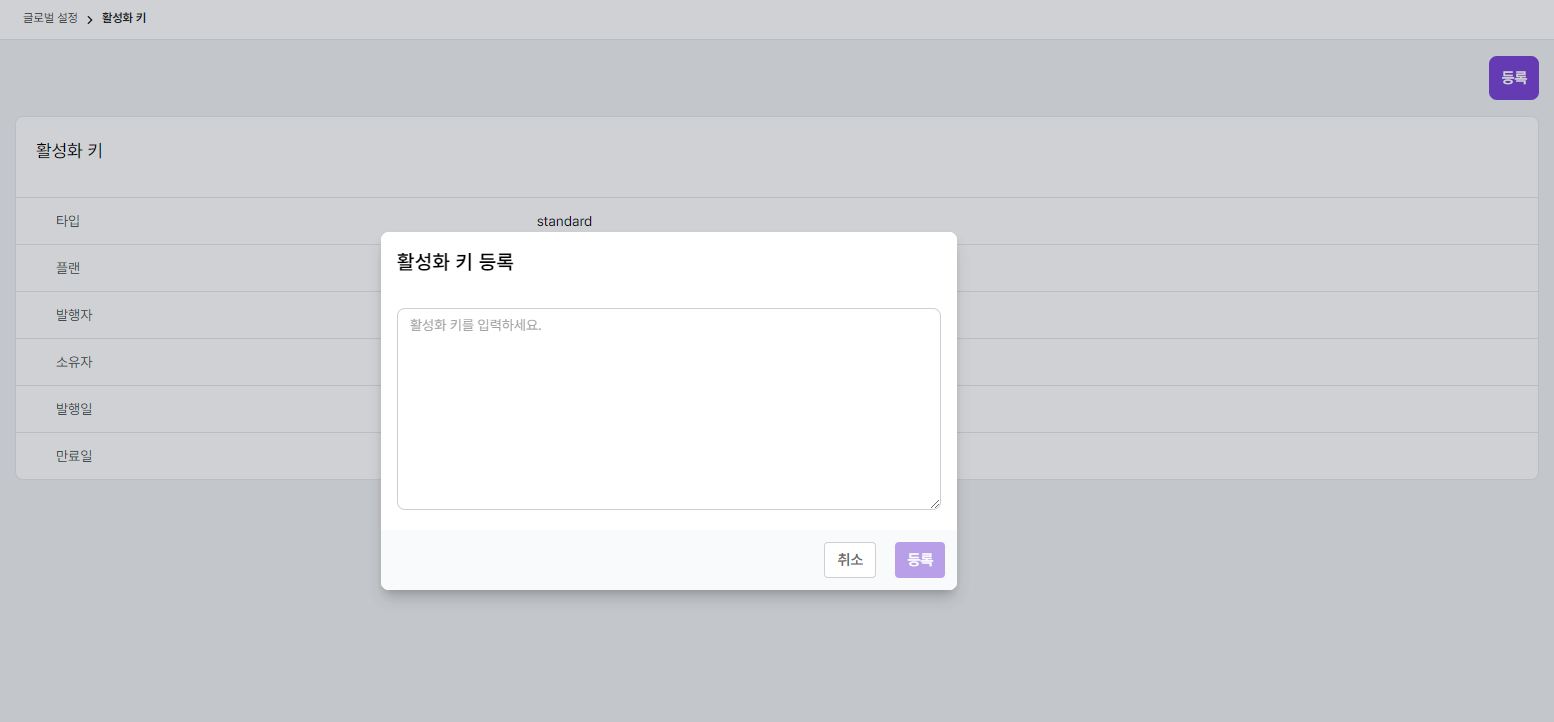 글로벌 설정 > 활성화 키
등록
활성화 키
타입 standard
플랜
발행자
소유자
발행일
만료일
활성화 키 등록
활성화 키를 입력하세요.
취소 등록